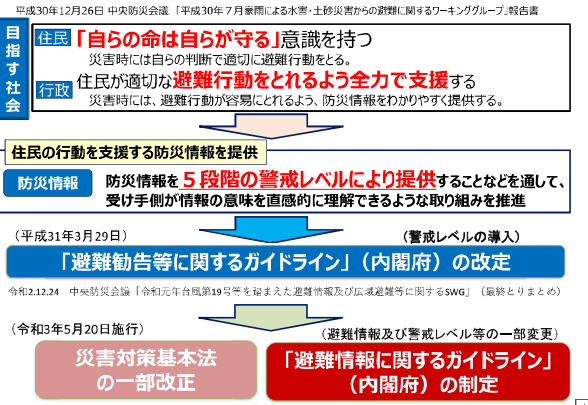 平成30年12月26日 中央防災会議 「平成30年７月豪雨による水害・土砂災害からの避難に関するワーキンググループ」報告書
目指す社会
住民 「自らの命は自らが守る」意識を持つ
災害時には自らの判断で適切に避難行動をとる。
行政 住民が適切な避難行動をとれるよう全力で支援する
災害時には、避難行動が容易にとれるよう、防災情報をわかりやすく提供する。
住民の行動を支援する防災情報を提供
防災情報 防災情報を５段階の警戒レベルにより提供することなどを通して、
受け手側が情報の意味を直感的に理解できるような取り組みを推進
（平成31年3月29日） （警戒レベルの導入）
「避難勧告等に関するガイドライン」（内閣府）の改定
令和2.12.24 中央防災会議「令和元年台風第19号等を踏まえた避難情報及び広域避難等に関するSWG」（最終とりまとめ）
（令和3年5月20日施行） （避難情報及び警戒レベル等の一部変更）
災害対策基本法
の一部改正
「避難情報に関するガイドライン」
（内閣府）の制定